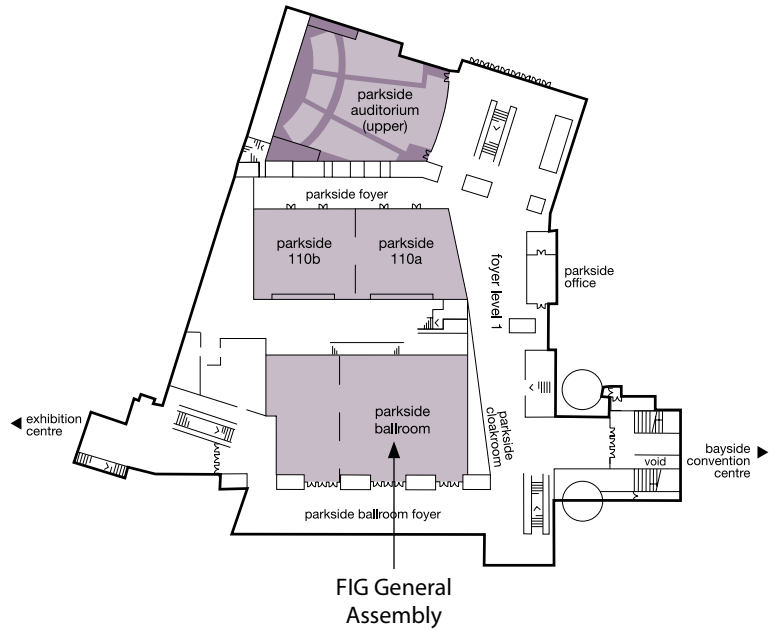 parkside
auditorium
(upper)
parkside foyer
parkside
110b
parkside
110a
foyer level 1
parkside
office
exhibition
centre
parkside
ballroom
parkside
cloakroom
void
bayside
convention
centre
parkside ballroom foyer
FIG General
Assembly